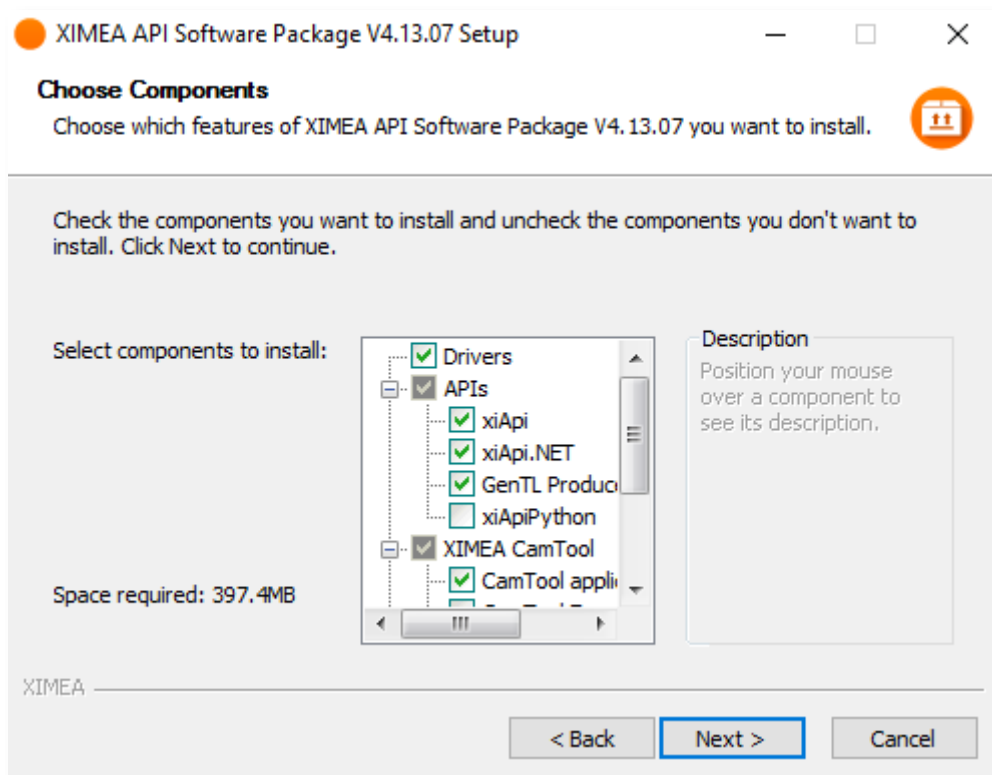 XIMEA API Software Package V4.13.07 Setup
Choose Components
Choose which features of XIMEA API Software Package V4.13.07 you want to install.
Check the components you want to install and uncheck the components you don't want to
install. Click Next to continue.
Select components to install:
Drivers
APIs
xiApi
xiApi.NET
GenTL Produc
xiApiPython
XIMEA CamTool
CamTool appli
Description
Position your mouse
over a component to
see its description.
Space required: 397.4MB
XIMEA
< Back
Next >
Cancel